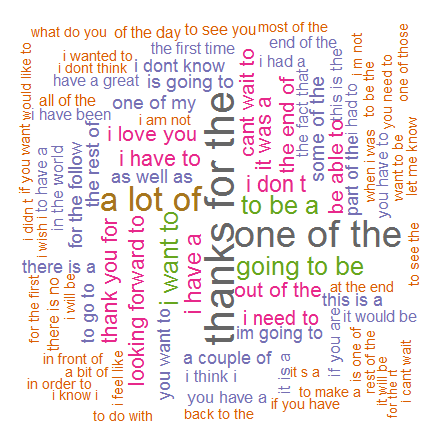 what do you
of the day
to see you
most of the
i wanted to
the first time
end of the
i dont think
i dont know
i had a
have a great
is going to
cant wait to
the fact that
this is the
i m not
one of those
all of the
one of my
it was a
the end of
some of the
i had to
to be the
you need to
i have been
i am not
i love you
i have to
as well as
a lot of
thanks for the
i don t
be able to
part of the
when i was
you have to
want to be
let me know
would like to
if you want
i didn t
i wish i
to have a
in the world
for the follow
the rest of
to be a
one of the
going to be
thank you for
looking forward to
i want to
i have a
out of the
there is a
for the first
there is no
i will be
to go to
you want to
i need to
im going to
at the end
this is a
it would be
to see the
if you are
in front of
a bit of
in order to
i know i
i feel like
a couple of
i think i
you have a
it is a
it s a
to make a
is one of
rest of the
it will be
for the rt
i cant wait
to do with
back to the
if you have